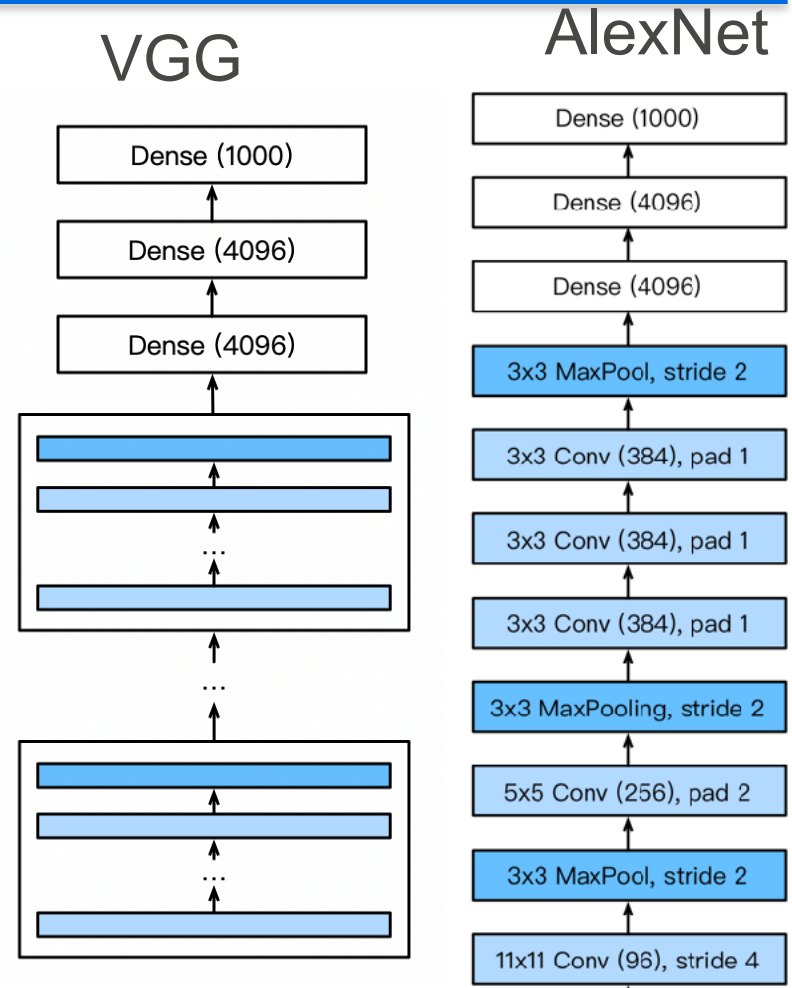 VGG
Dense (1000)
Dense (4096)
Dense (4096)
...
...
...
AlexNet
Dense (1000)
Dense (4096)
Dense (4096)
3x3 MaxPool, stride 2
3x3 Conv (384), pad 1
3x3 Conv (384), pad 1
3x3 Conv (384), pad 1
3x3 MaxPooling, stride 2
5x5 Conv (256), pad 2
3x3 MaxPool, stride 2
11x11 Conv (96), stride 4